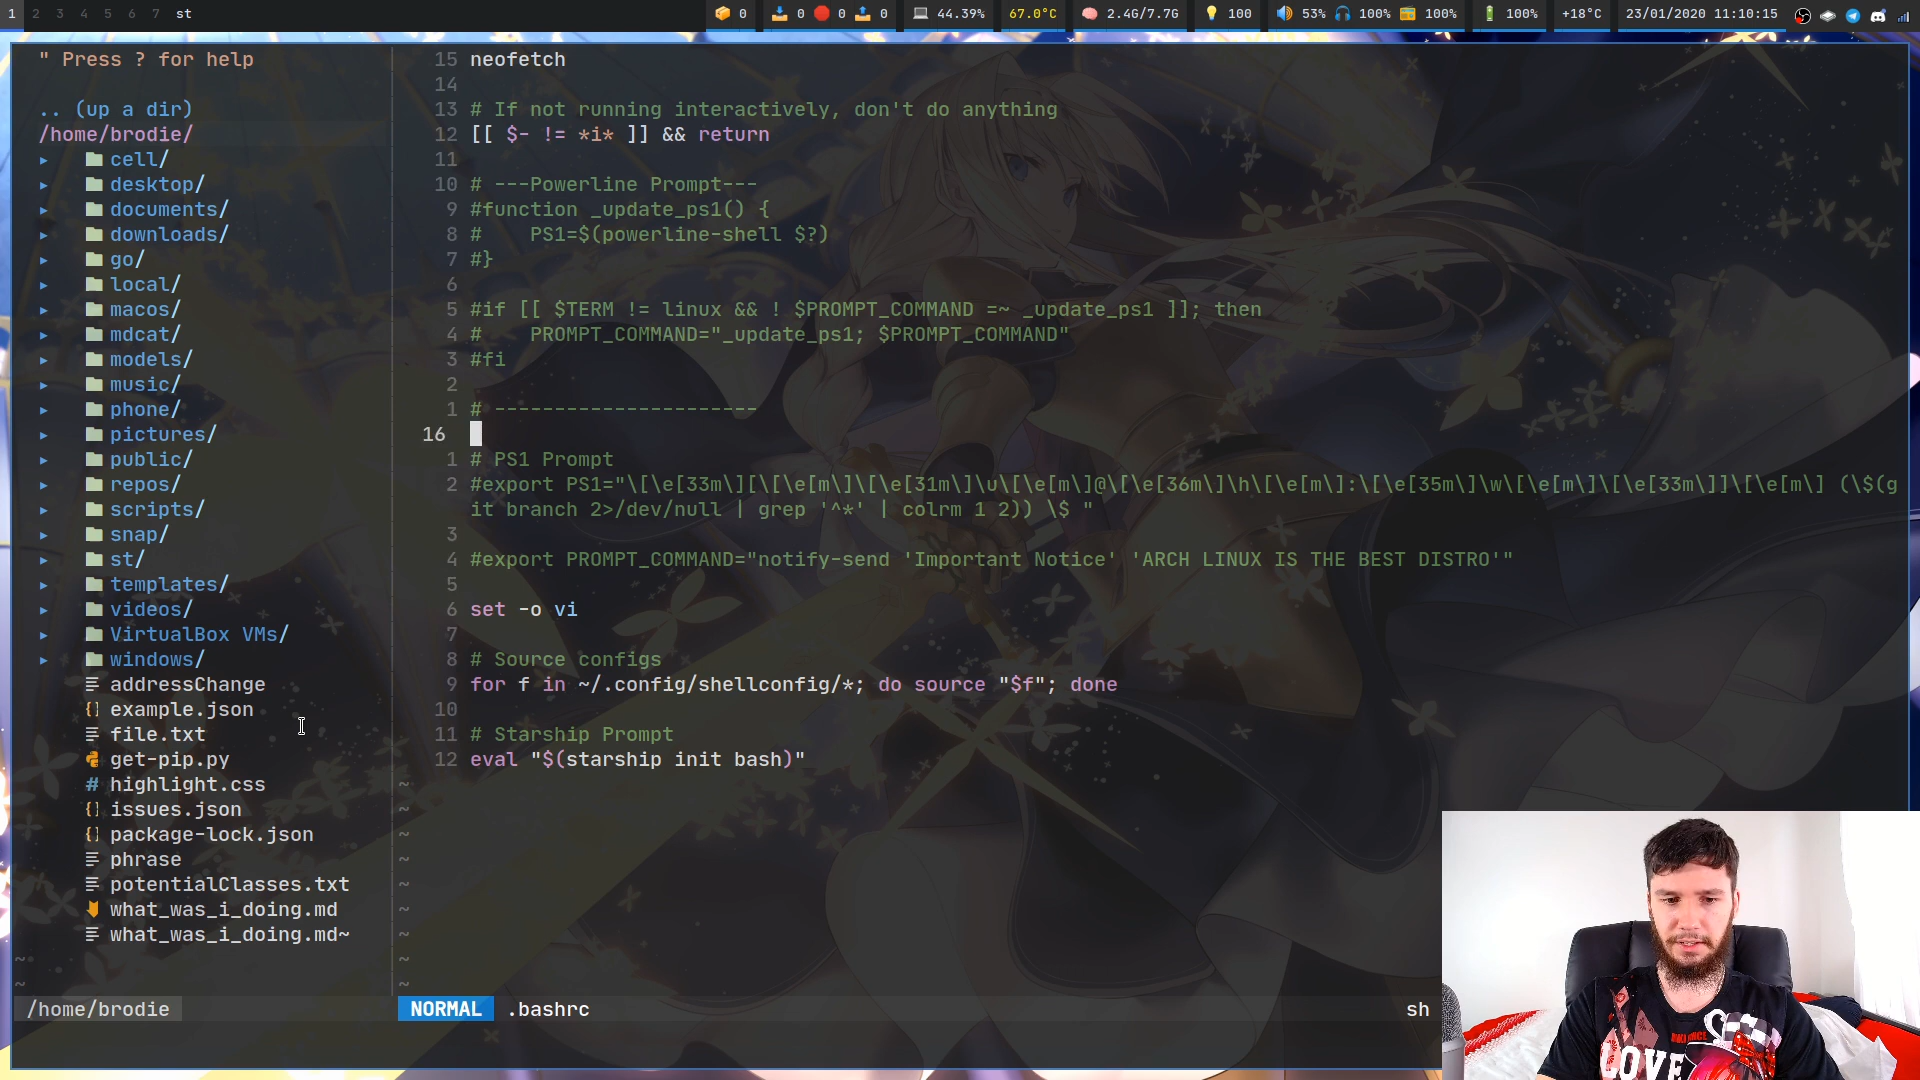 1 2 3 4 5 6 7 st
0 0 0 0 44.39% 67.0°C 2.4G/7.7G 100 53% 100% 100% 100% +18°C 23/01/2020 11:10:15
" Press ? for help
.. (up a dir)
/home/brodie/
▸ cell/
▸ desktop/
▸ documents/
▸ downloads/
▸ go/
▸ local/
▸ macos/
▸ mdcat/
▸ models/
▸ music/
▸ phone/
▸ pictures/
▸ public/
▸ repos/
▸ scripts/
▸ snap/
▸ st/
▸ templates/
▸ videos/
▸ VirtualBox VMs/
▸ windows/
addressChange
{} example.json
file.txt
get-pip.py
# highlight.css
{} issues.json
{} package-lock.json
phrase
potentialClasses.txt
what_was_i_doing.md
what_was_i_doing.md~
~
~
/home/brodie
15 neofetch
14
13 # If not running interactively, don't do anything
12 [[ $- != *i* ]] && return
11
10 # ---Powerline Prompt---
9 #function _update_ps1() {
8 #    PS1=$(powerline-shell $?)
7 #}
6
5 #if [[ $TERM != linux && ! $PROMPT_COMMAND =~ _update_ps1 ]]; then
4 #    PROMPT_COMMAND="_update_ps1; $PROMPT_COMMAND"
3 #fi
2
1 # ----------------------
16
1 # PS1 Prompt
2 #export PS1="\[\e[33m\][\[\e[m\]\[\e[31m\]\u\[\e[m\]@\[\e[36m\]\h\[\e[m\]:\[\e[35m\]\w\[\e[m\]\[\e[33m\]]\[\e[m\] (\$(g
it branch 2>/dev/null | grep '^*' | colrm 1 2)) \$ "
3
4 #export PROMPT_COMMAND="notify-send 'Important Notice' 'ARCH LINUX IS THE BEST DISTRO'"
5
6 set -o vi
7
8 # Source configs
9 for f in ~/.config/shellconfig/*; do source "$f"; done
10
11 # Starship Prompt
12 eval "$(starship init bash)"
~
~
~
~
~
~
~
~
~
NORMAL .bashrc sh
LOVE